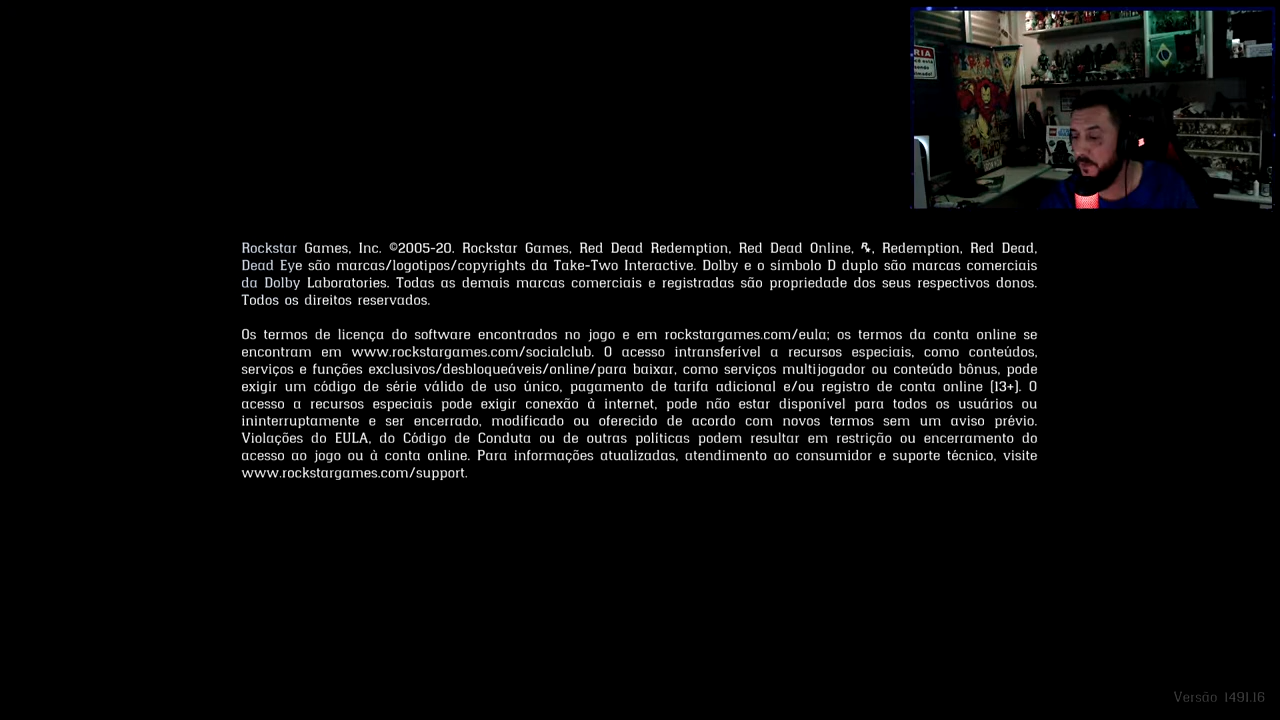 RIA
Rockstar Games, Inc. ©2005-20. Rockstar Games, Red Dead Redemption, Red Dead Online, R★, Redemption, Red Dead,
Dead Eye são marcas/logotipos/copyrights da Take-Two Interactive. Dolby e o símbolo D duplo são marcas comerciais
da Dolby Laboratories. Todas as demais marcas comerciais e registradas são propriedade dos seus respectivos donos.
Todos os direitos reservados.
Os termos de licença do software encontrados no jogo e em rockstargames.com/eula; os termos da conta online se
encontram em www.rockstargames.com/socialclub. O acesso intransferível a recursos especiais, como conteúdos,
serviços e funções exclusivos/desbloqueáveis/online/para baixar, como serviços multijogador ou conteúdo bônus, pode
exigir um código de série válido de uso único, pagamento de tarifa adicional e/ou registro de conta online (13+). O
acesso a recursos especiais pode exigir conexão à internet, pode não estar disponível para todos os usuários ou
ininterruptamente e ser encerrado, modificado ou oferecido de acordo com novos termos sem um aviso prévio.
Violações do EULA, do Código de Conduta ou de outras políticas podem resultar em restrição ou encerramento do
acesso ao jogo ou à conta online. Para informações atualizadas, atendimento ao consumidor e suporte técnico, visite
www.rockstargames.com/support.
Versão 1491.16